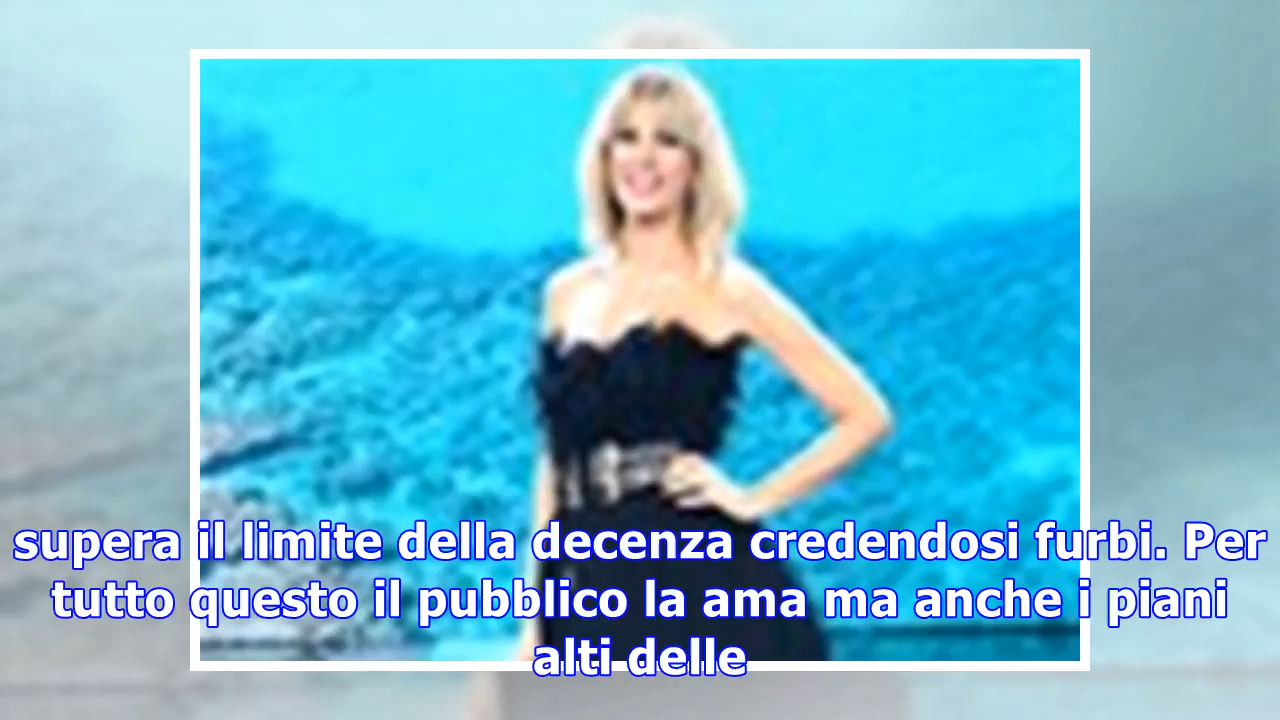 supera il limite della decenza credendosi furbi. Per
tutto questo il pubblico la ama ma anche i piani
alti delle